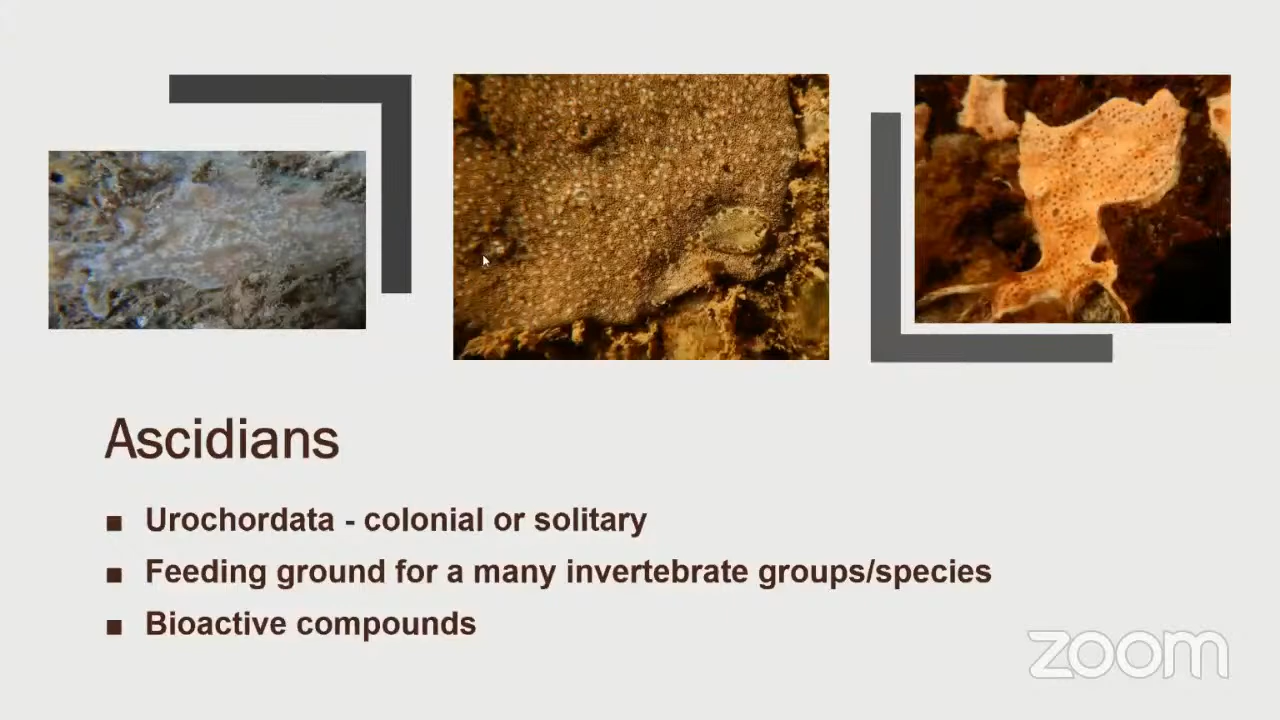 Ascidians
Urochordata - colonial or solitary
Feeding ground for a many invertebrate groups/species
Bioactive compounds
zoom